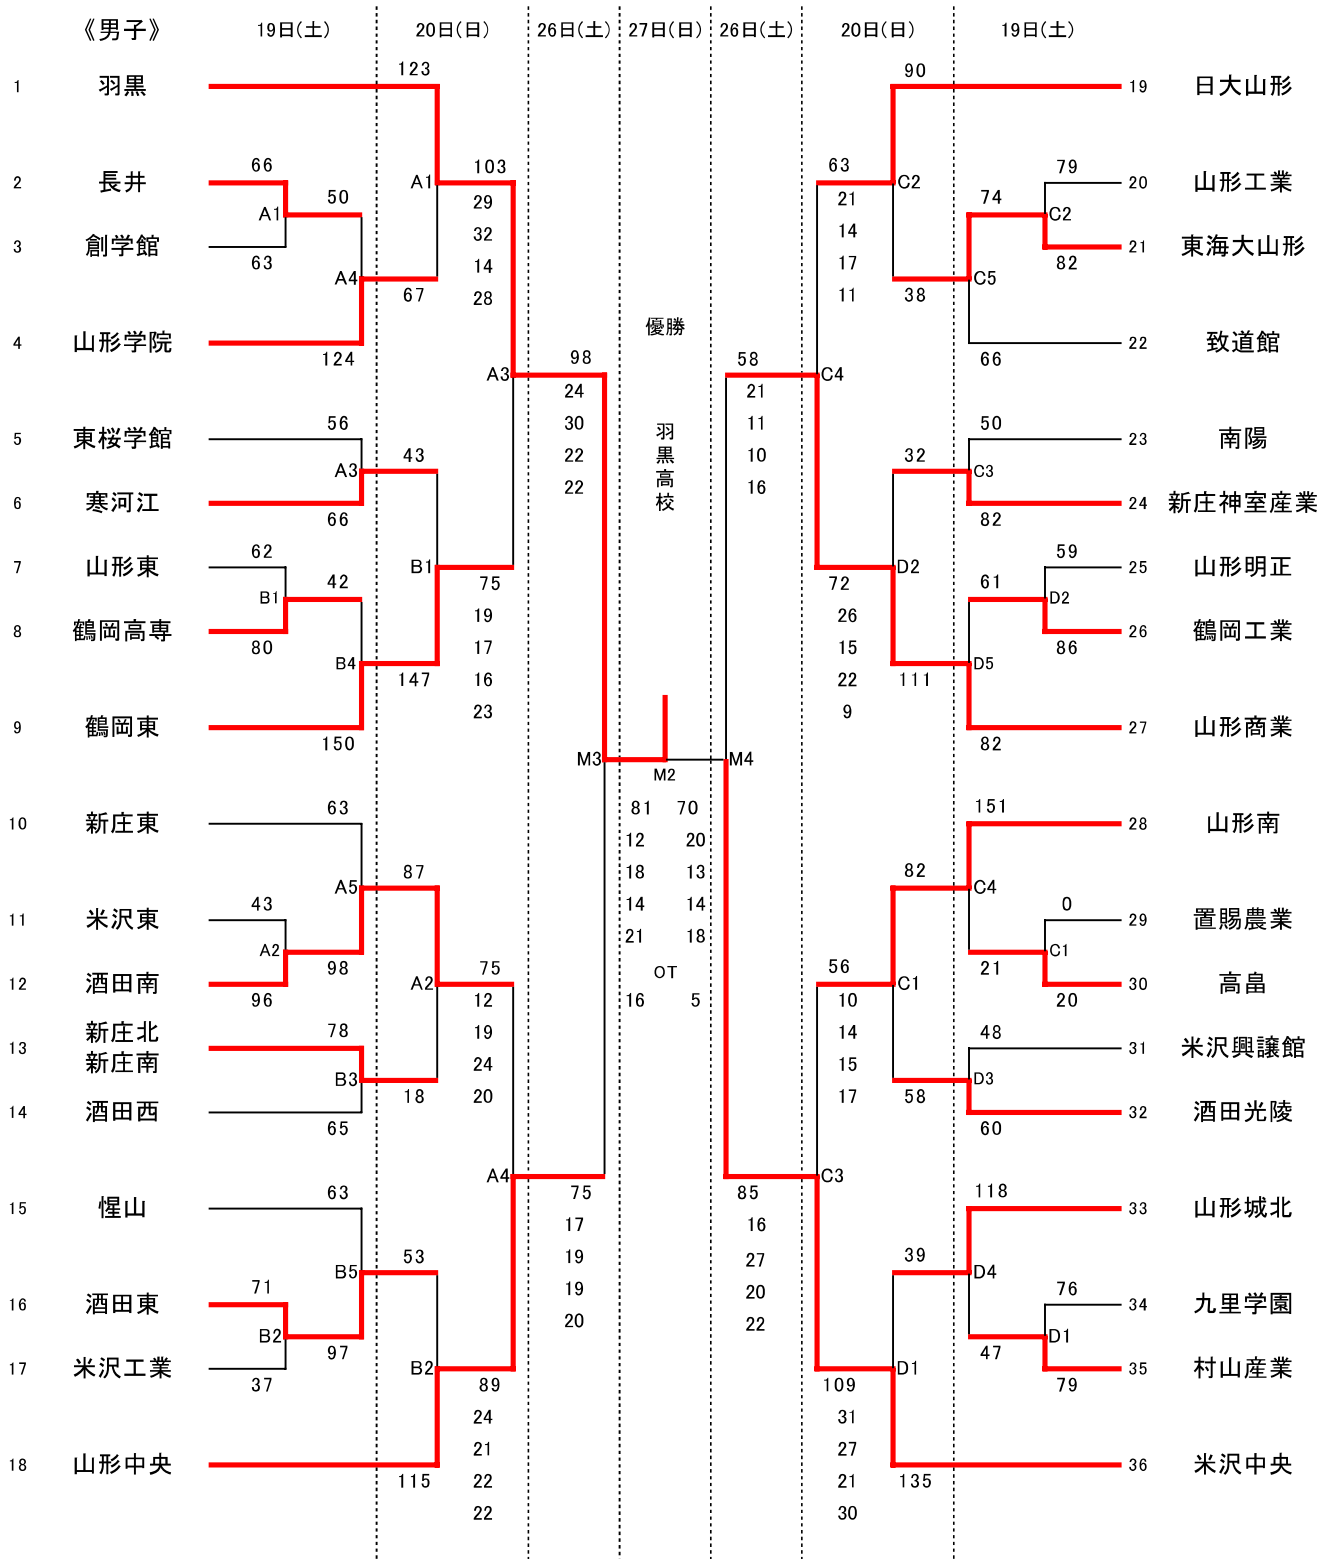 《男子》 19日(土) 20日(日) 26日(土) 27日(日) 26日(土) 20日(日) 19日(土)
123 90
1 羽黒 19 日大山形
66 103 63 79
2 長井 A1 C2 20 山形工業
50 29 21 74
A1 C2
32 14
3 創学館 21 東海大山形
63 14 17 82
A4 C5
67 28 11 38
優勝
4 山形学院 22 致道館
124 98 58 66
A3 C4
24 21
56 30 11 50
羽
5 東桜学館 23 南陽
黒
43 22 10 32
A3 C3
高
22 16
6 寒河江 校 24 新庄神室産業
66 82
62 59
7 山形東 B1 D2 25 山形明正
42 75 72 61
B1 D2
19 26
8 鶴岡高専 26 鶴岡工業
80 17 15 86
B4 D5
147 16 22 111
23 9
9 鶴岡東 27 山形商業
150 82
M3 M4
M2
63 81 70 151
10 新庄東 28 山形南
12 20
87 18 13 82
A5 C4
43 14 14 0
11 米沢東 29 置賜農業
21 18
A2 C1
98 75 OT 56 21
12 酒田南 A2 C1 30 高畠
96 12 16 5 10 20
78 19 14 48
新庄北
13 31 米沢興譲館
新庄南
24 15
B3 D3
18 20 17 58
14 酒田西 32 酒田光陵
65 60
A4 C3
63 75 85 118
15 惺山 33 山形城北
17 16
53 19 27 39
B5 D4
71 19 20 76
16 酒田東 34 九里学園
20 22
B2 D1
97 47
17 米沢工業 B2 D1 35 村山産業
37 89 109 79
24 31
21 27
18 山形中央 36 米沢中央
115 22 21 135
22 30